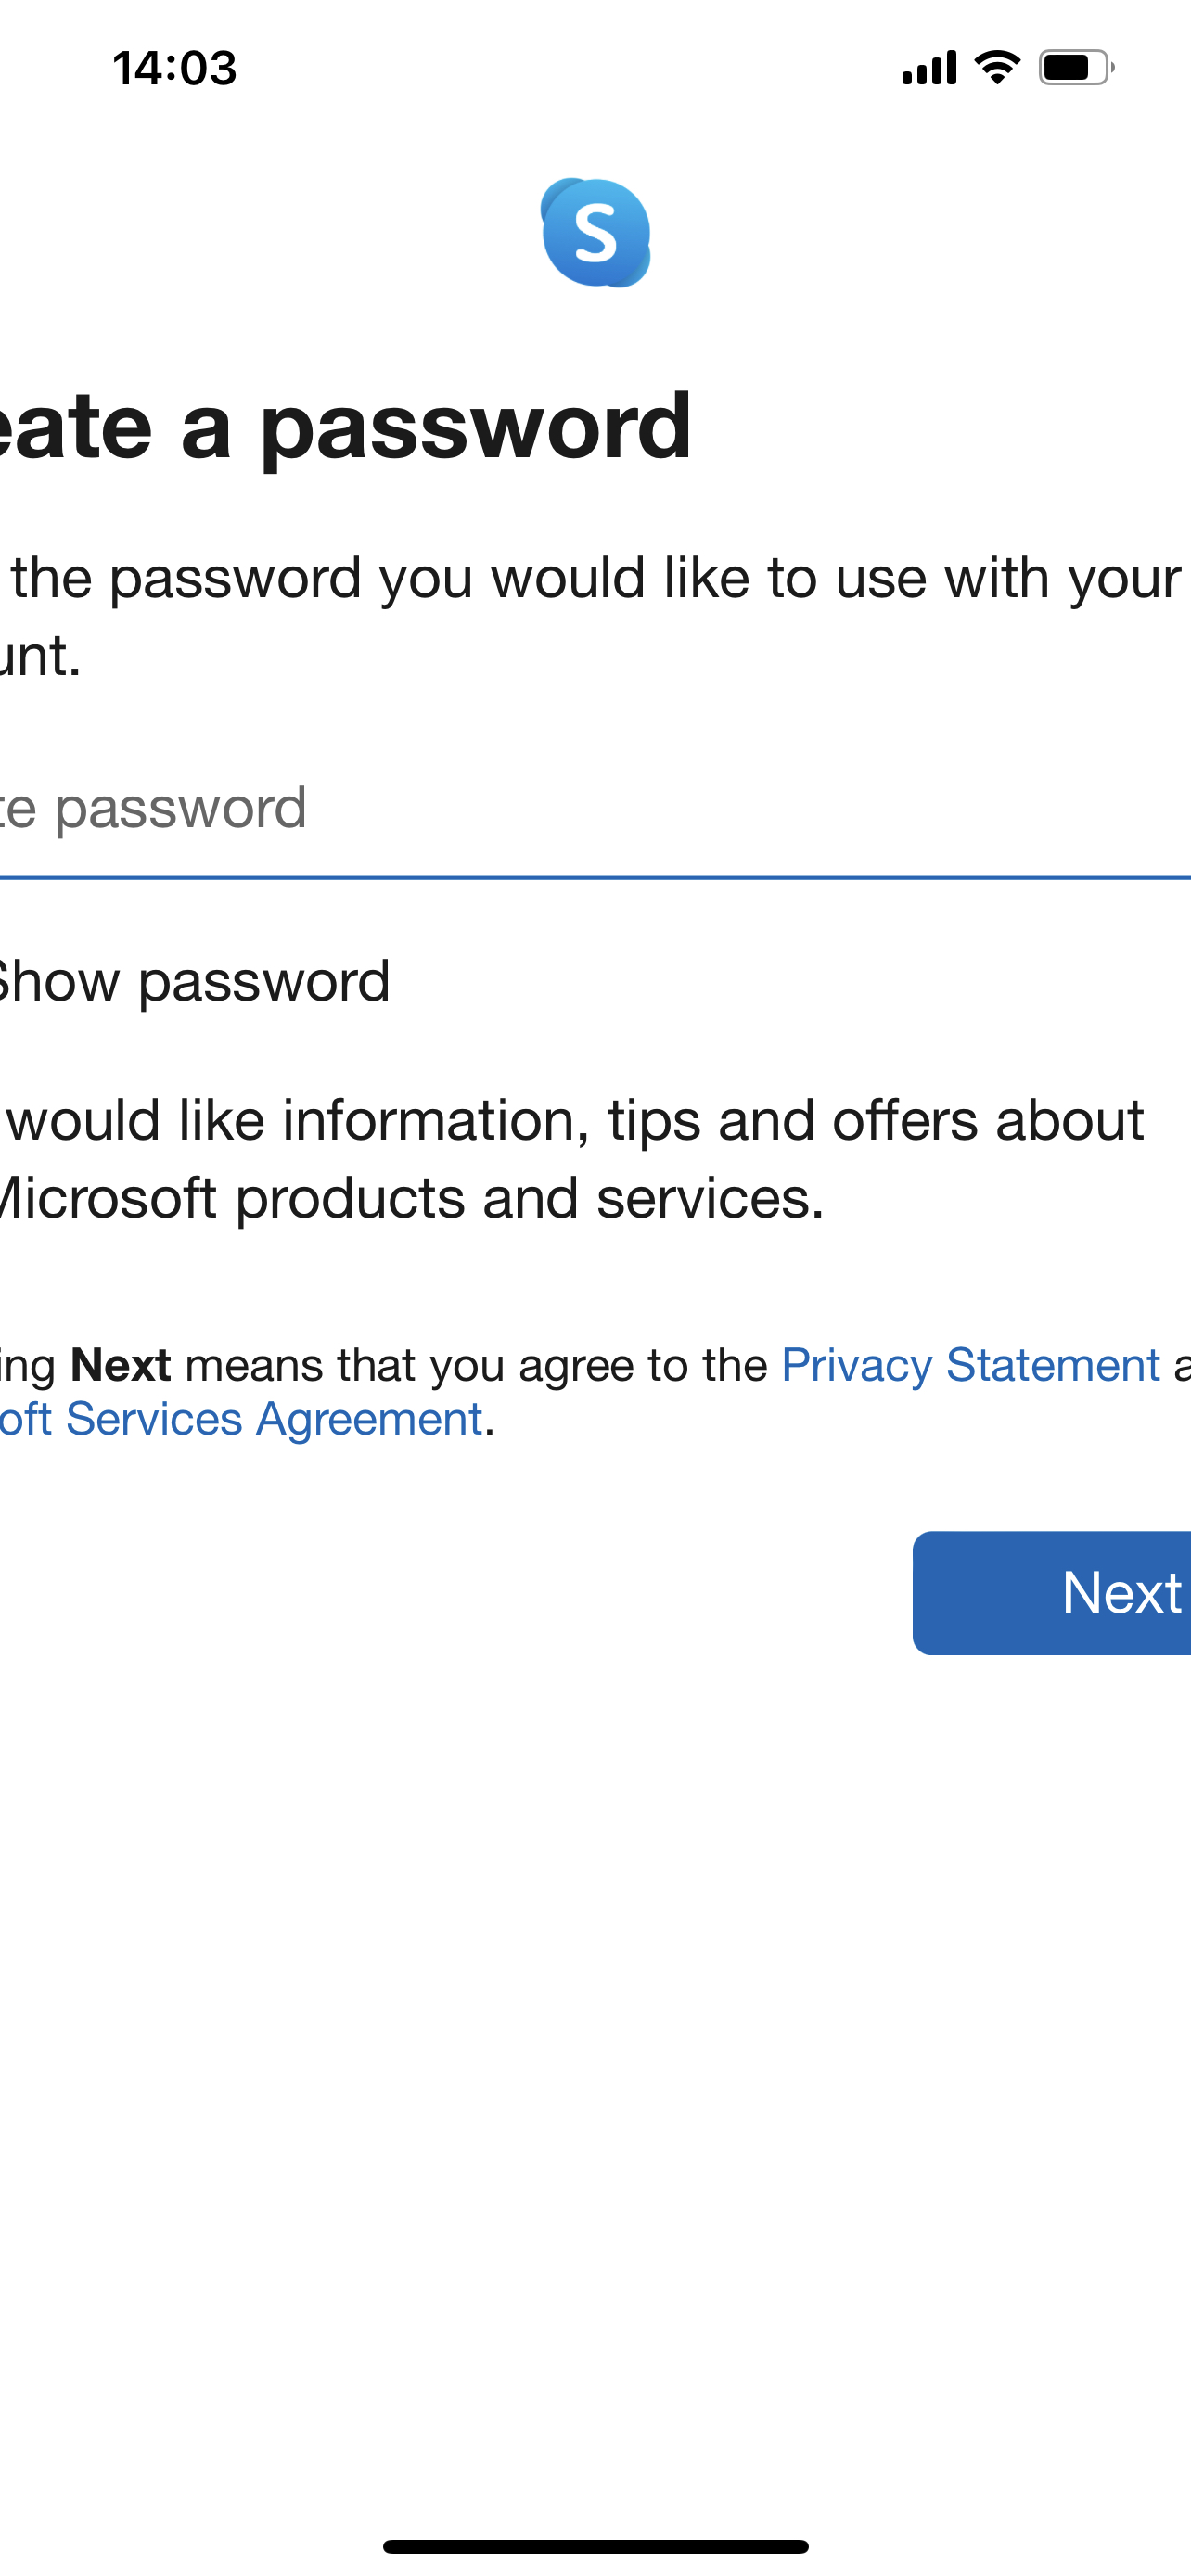 14:03
S
eate a password
the password you would like to use with your
unt.
te password
Show password
would like information, tips and offers about
Microsoft products and services.
ing Next means that you agree to the Privacy Statement a
oft Services Agreement.
Next